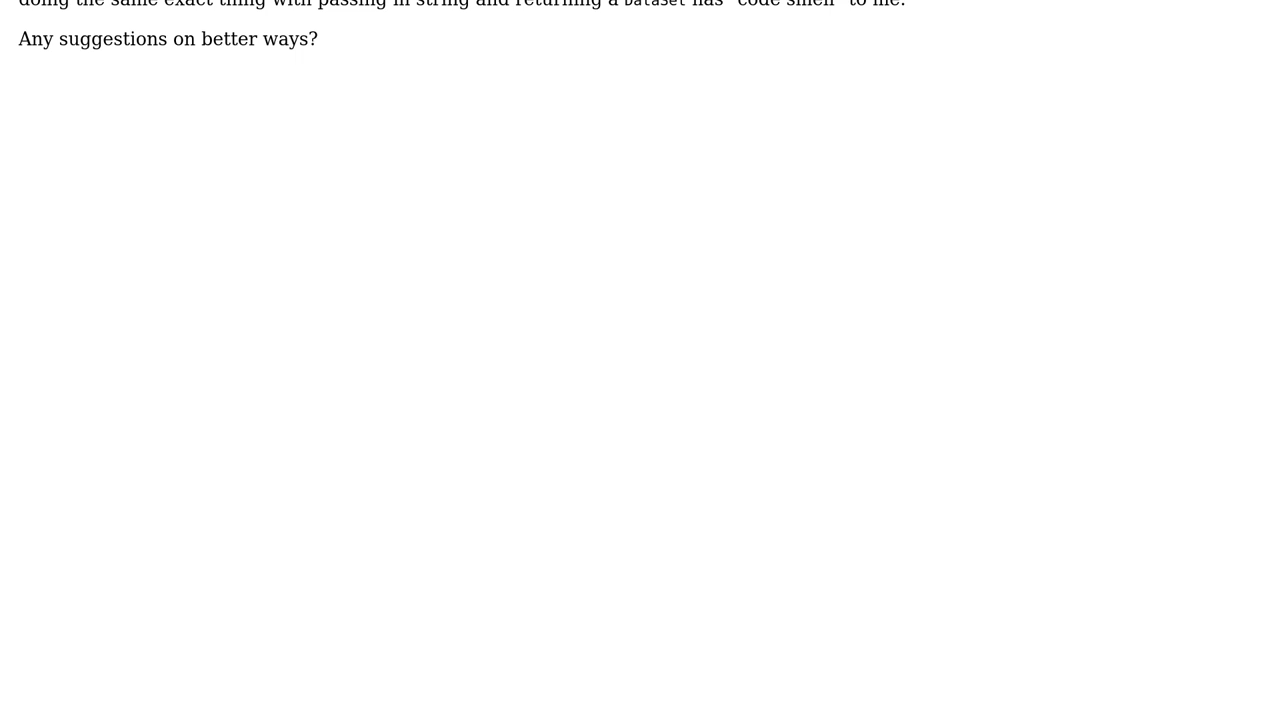 doing the same exact thing with passing in string and returning a DataSet has "code smell" to me.
Any suggestions on better ways?